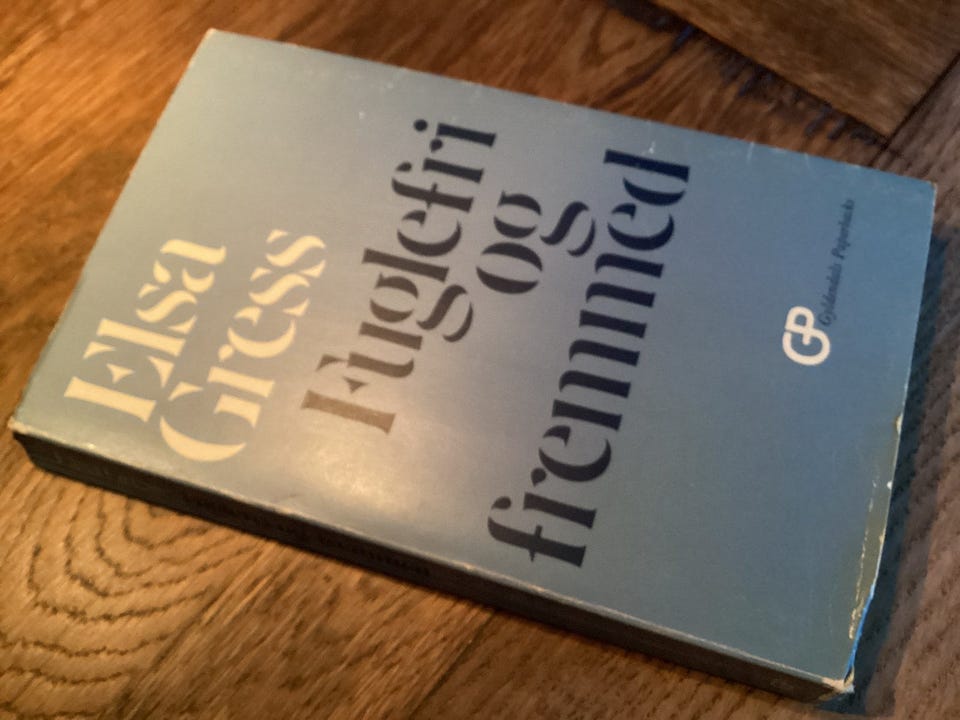 Elsa
Gress
Fuglefri
og
fremmed
GP
Gyldendals Paperbacks